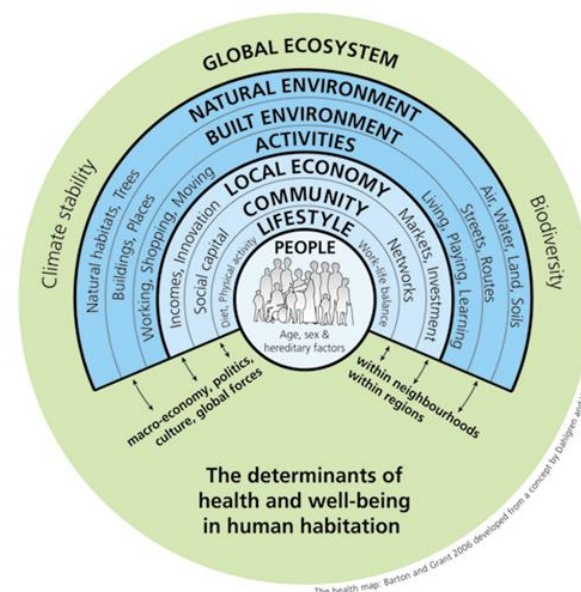 GLOBAL ECOSYSTEM
NATURAL ENVIRONMENT
BUILT ENVIRONMENT
ACTIVITIES
LOCAL ECONOMY
COMMUNITY
LIFESTYLE
PEOPLE
Age, sex &
hereditary factors
Climate stability
Natural habitats, Trees
Buildings, Places
Working, Shopping, Moving
Incomes, Innovation
Social capital
Diet, Physical activity
Work-life balance
Networks
Markets, Investment
Living, Playing, Learning
Streets, Routes
Air, Water, Land, Soils
Biodiversity
macro-economy, politics,
culture, global forces
within neighbourhoods
within regions
The determinants of
health and well-being
in human habitation
The health map: Barton and Grant 2006 developed from a concept by Dahlgren and